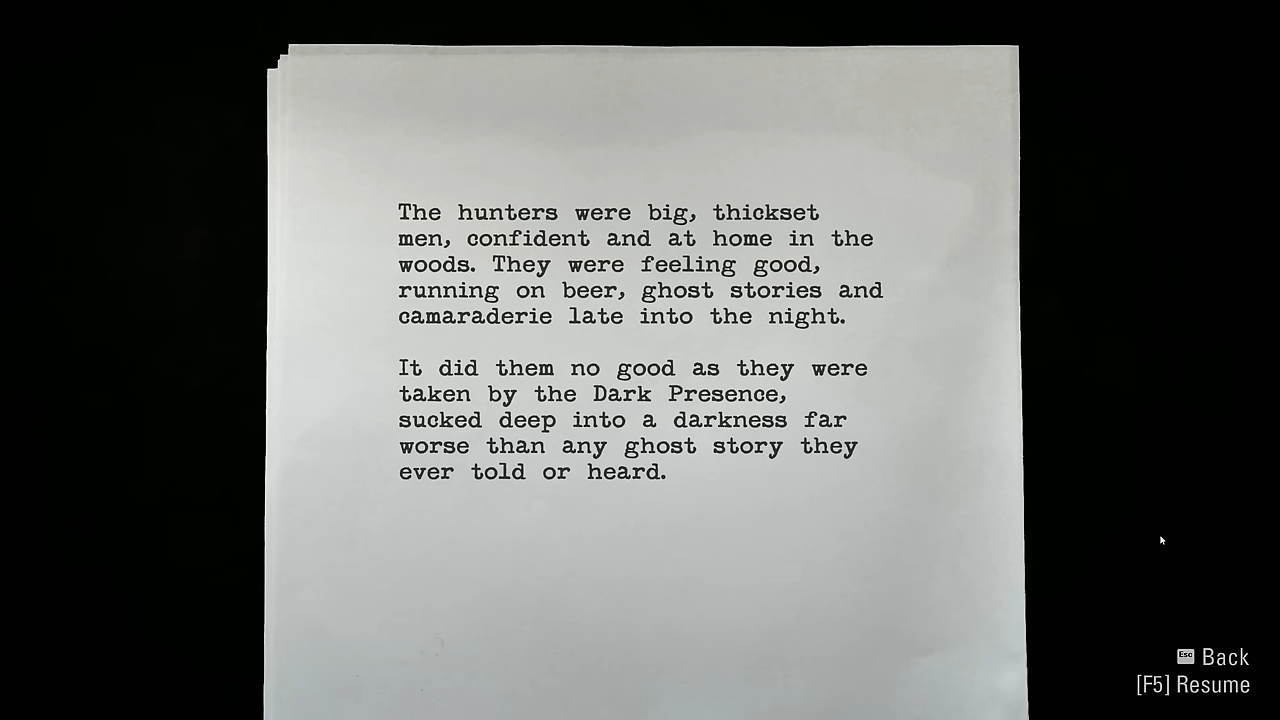 The hunters were big, thickset
men, confident and at home in the
woods. They were feeling good,
running on beer, ghost stories and
camaraderie late into the night.
It did them no good as they were
taken by the Dark Presence,
sucked deep into a darkness far
worse than any ghost story they
ever told or heard.
Esc Back
[F5] Resume